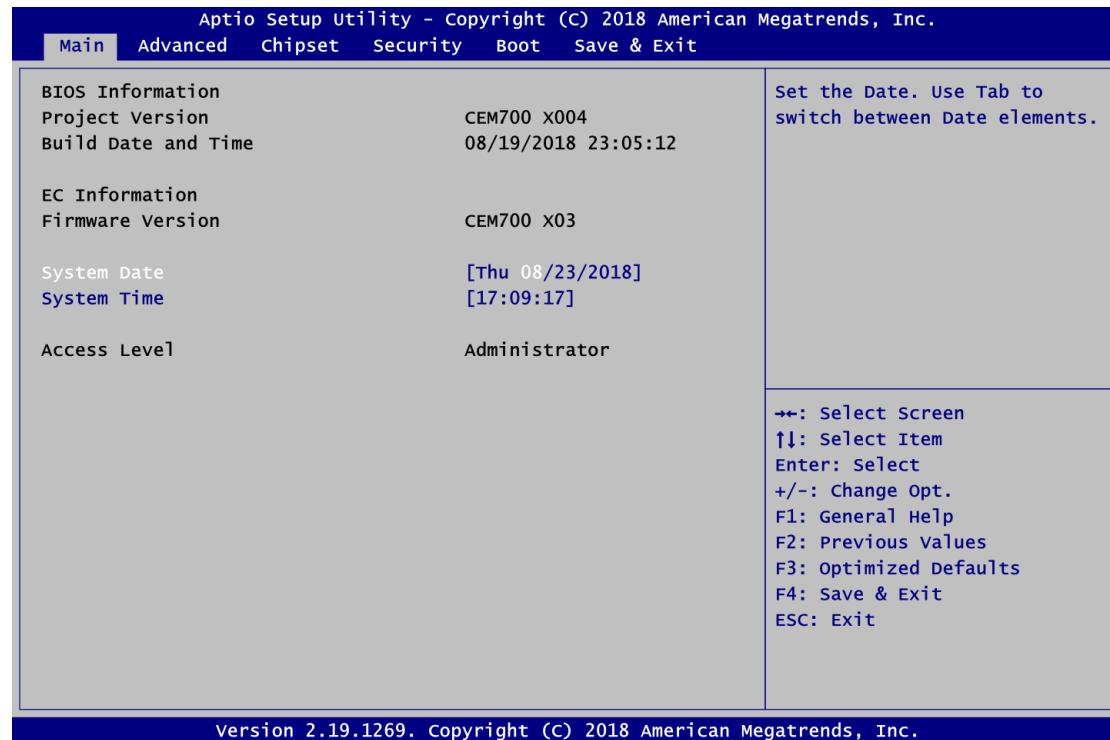 Aptio Setup Utility - Copyright (C) 2018 American Megatrends, Inc.
Main Advanced Chipset Security Boot Save & Exit
BIOS Information
Project Version CEM700 X004
Build Date and Time 08/19/2018 23:05:12
EC Information
Firmware Version CEM700 X03
System Date [Thu 08/23/2018]
System Time [17:09:17]
Access Level Administrator
Set the Date. Use Tab to
switch between Date elements.
→←: Select Screen
↑↓: Select Item
Enter: Select
+/-: Change Opt.
F1: General Help
F2: Previous Values
F3: Optimized Defaults
F4: Save & Exit
ESC: Exit
Version 2.19.1269. Copyright (C) 2018 American Megatrends, Inc.